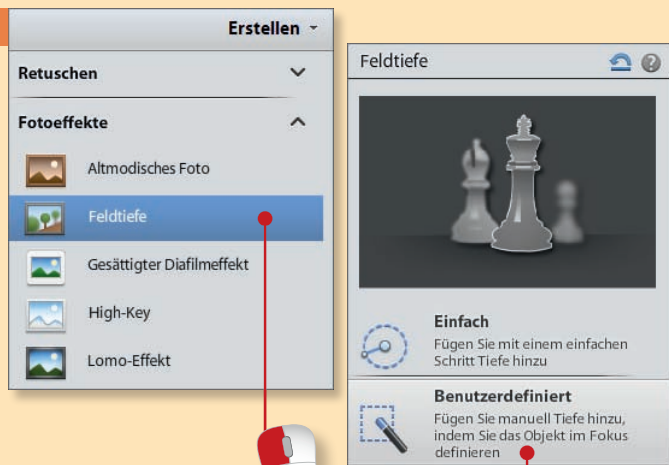 Erstellen
Retuschen
Fotoeffekte
Altmodisches Foto
Feldtiefe
Gesättigter Diafilmeffekt
High-Key
Lomo-Effekt
Feldtiefe
Einfach
Fügen Sie mit einem einfachen
Schritt Tiefe hinzu
Benutzerdefiniert
Fügen Sie manuell Tiefe hinzu,
indem Sie das Objekt im Fokus
definieren